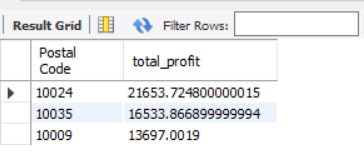 Result Grid Filter Rows:
Postal Code total_profit
10024 21653.724800000015
10035 16533.866899999994
10009 13697.0019